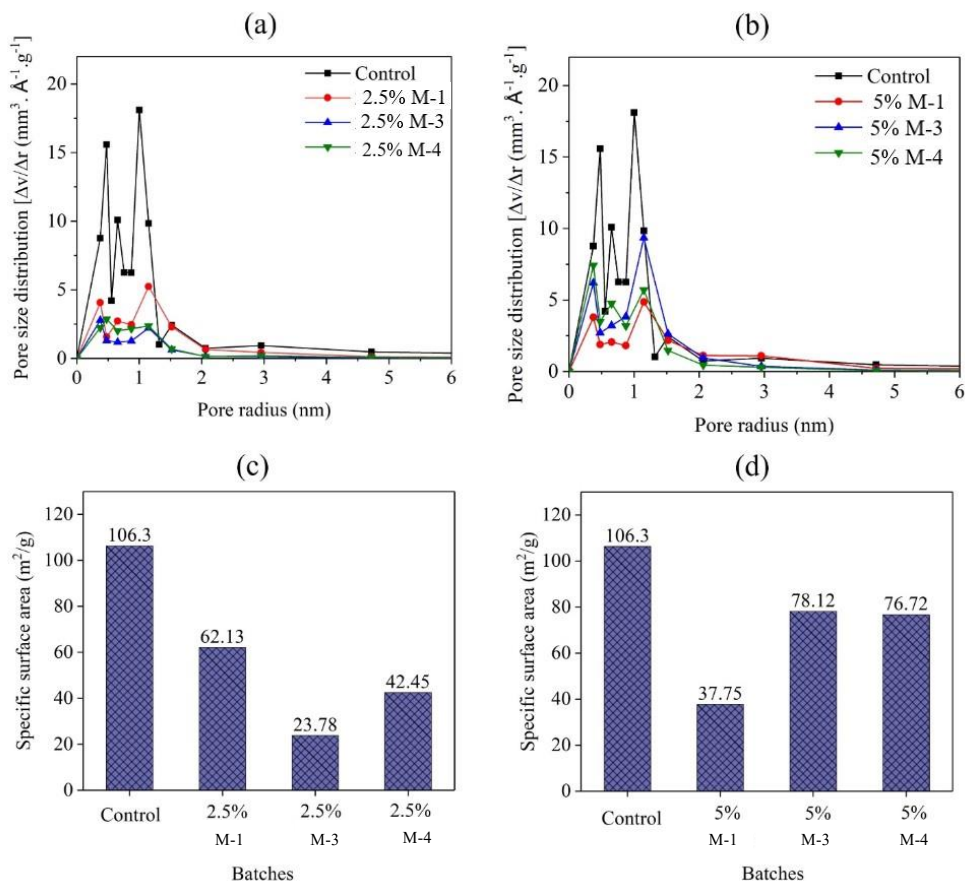 (a)
Pore size distribution [Δv/Δr (mm³. Å⁻¹.g⁻¹)
20
15
10
5
0
0 1 2 3 4 5 6
Pore radius (nm)
Control
2.5% M-1
2.5% M-3
2.5% M-4
(b)
Pore size distribution [Δv/Δr (mm³. Å⁻¹.g⁻¹)
20
15
10
5
0
0 1 2 3 4 5 6
Pore radius (nm)
Control
5% M-1
5% M-3
5% M-4
(c)
Specific surface area (m²/g)
120
100
80
60
40
20
0
106.3
62.13
23.78
42.45
Control 2.5% 2.5% 2.5%
M-1 M-3 M-4
Batches
(d)
Specific surface area (m²/g)
120
100
80
60
40
20
0
106.3
37.75
78.12
76.72
Control 5% 5% 5%
M-1 M-3 M-4
Batches